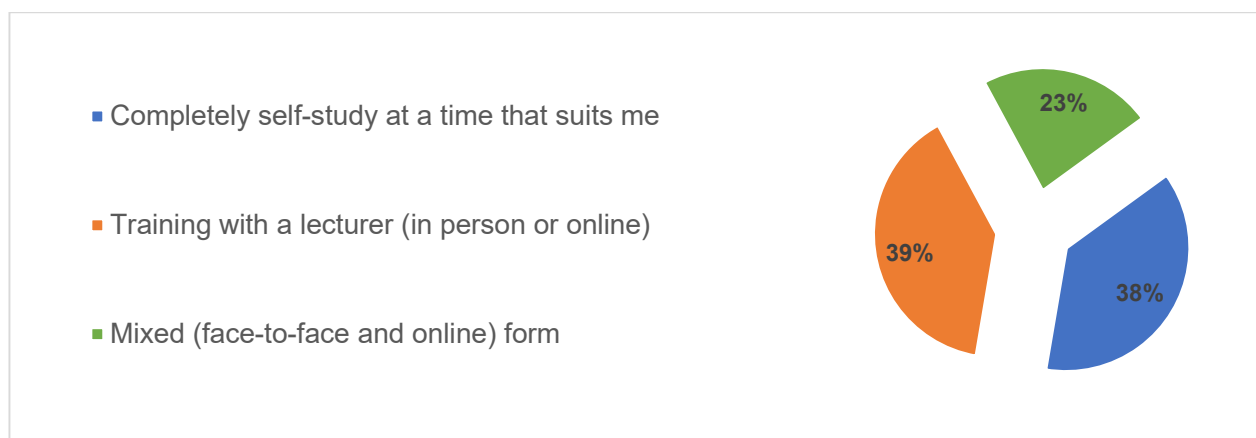 Completely self-study at a time that suits me
Training with a lecturer (in person or online)
Mixed (face-to-face and online) form
23%
39%
38%